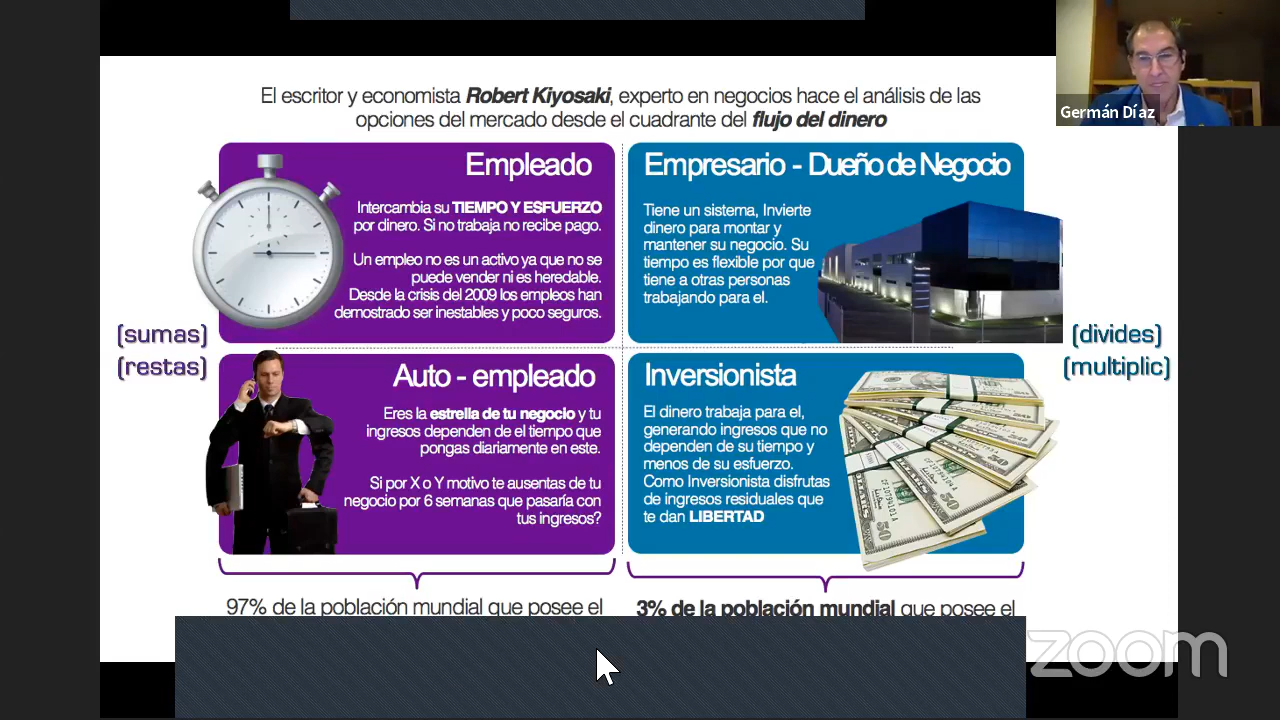 El escritor y economista Robert Kiyosaki, experto en negocios hace el análisis de las
opciones del mercado desde el cuadrante del flujo del dinero
Germán Díaz
Empleado
Intercambia su TIEMPO Y ESFUERZO
por dinero. Si no trabaja no recibe pago.
Un empleo no es un activo ya que no se
puede vender ni es heredable.
Desde la crisis del 2009 los empleos han
demostrado ser inestables y poco seguros.
Empresario - Dueño de Negocio
Tiene un sistema, Invierte
dinero para montar y
mantener su negocio. Su
tiempo es flexible por que
tiene a otras personas
trabajando para el.
(sumas)
(restas)
(divides)
(multiplic)
Auto - empleado
Eres la estrella de tu negocio y tu
ingresos dependen de el tiempo que
pongas diariamente en este.
Si por X o Y motivo te ausentas de tu
negocio por 6 semanas que pasaría con
tus ingresos?
Inversionista
El dinero trabaja para el,
generando ingresos que no
dependen de su tiempo y
menos de su esfuerzo.
Como Inversionista disfrutas
de ingresos residuales que
te dan LIBERTAD
97% de la población mundial que posee el
3% de la población mundial que posee el
zoom